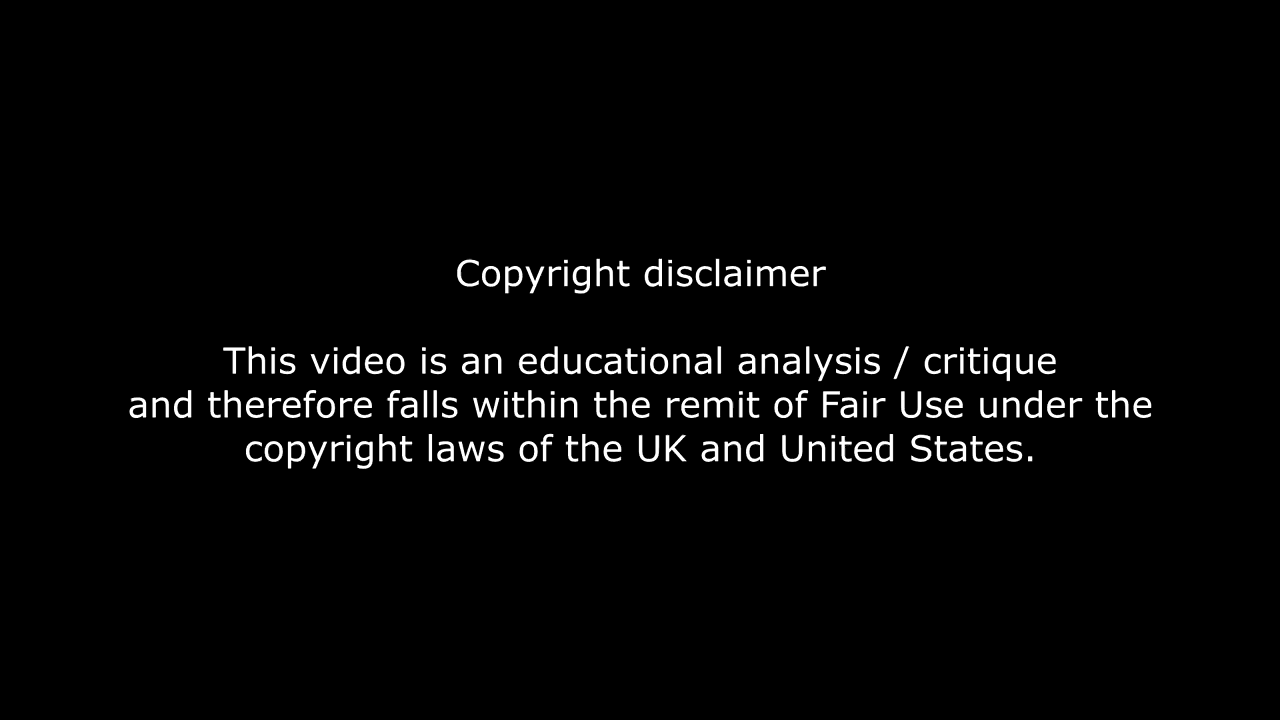 Copyright disclaimer
This video is an educational analysis / critique
and therefore falls within the remit of Fair Use under the
copyright laws of the UK and United States.